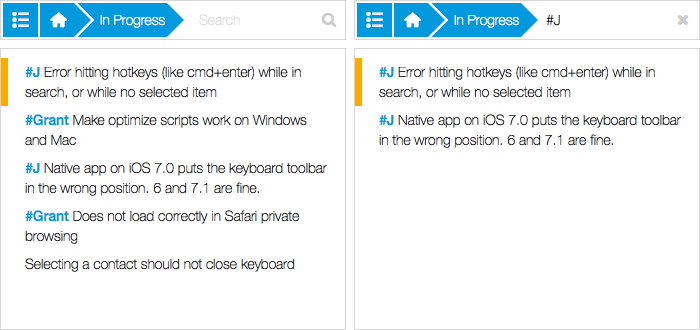 In Progress
Search
#J Error hitting hotkeys (like cmd+enter) while in
search, or while no selected item
#Grant Make optimize scripts work on Windows
and Mac
#J Native app on iOS 7.0 puts the keyboard toolbar
in the wrong position. 6 and 7.1 are fine.
#Grant Does not load correctly in Safari private
browsing
Selecting a contact should not close keyboard
In Progress
#J
#J Error hitting hotkeys (like cmd+enter) while in
search, or while no selected item
#J Native app on iOS 7.0 puts the keyboard toolbar
in the wrong position. 6 and 7.1 are fine.